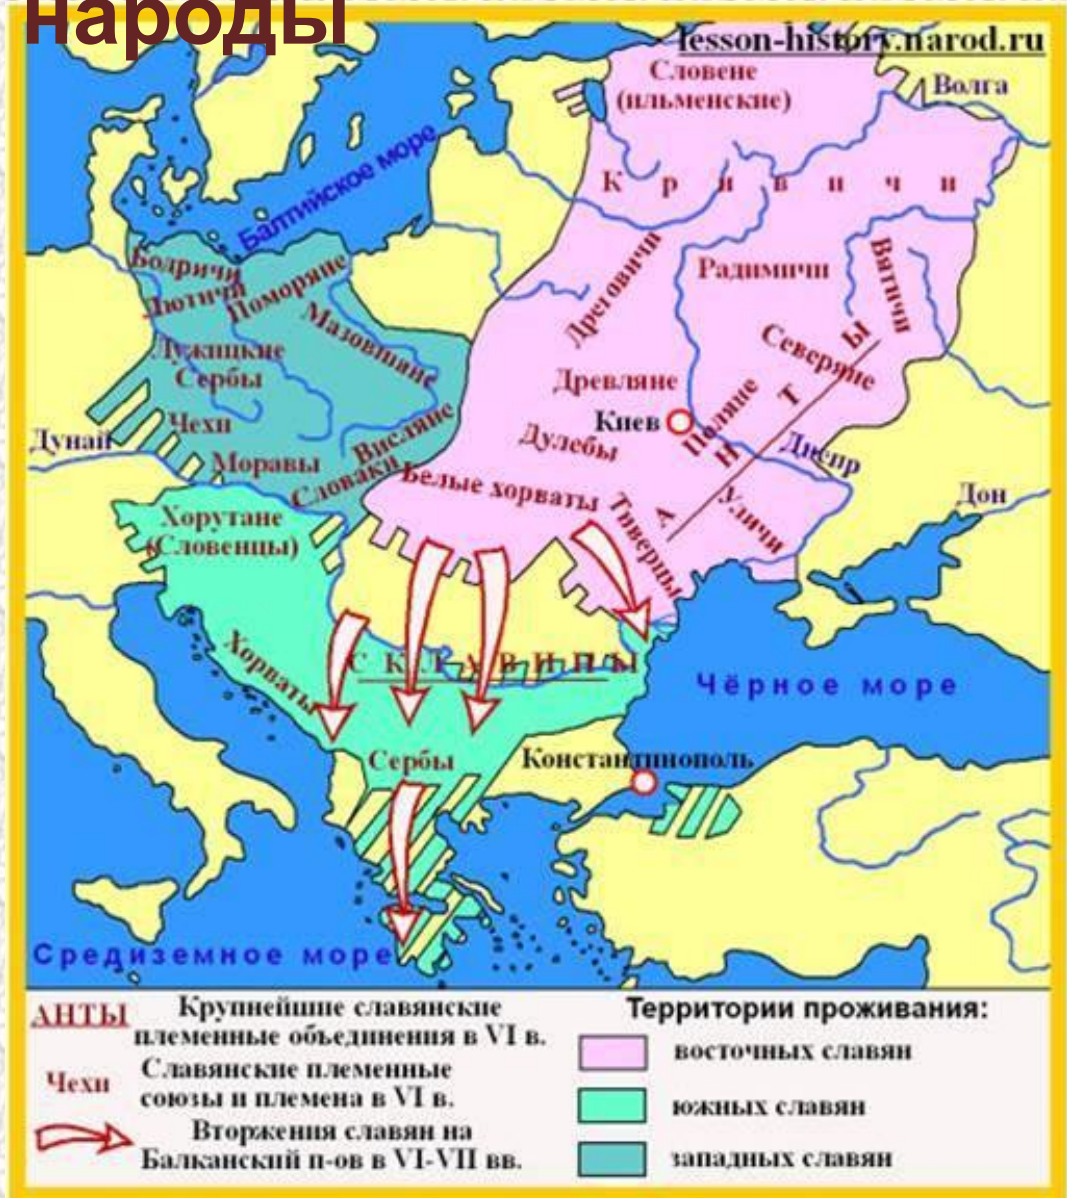 народы
lesson-history.narod.ru
Словене
(ильменские)
Волга
Балтийское море
Кривичи
Бодричи
Лютичи
Поморяне
Мазовшане
Дреговичи
Радимичи
Вятичи
Лужицкие
Сербы
Северяне
Древляне
Поляне
Киев
АНТЫ
Чехи
Дунай
Висляне
Дулебы
Днепр
Моравы
Словаки
Белые хорваты
Уличи
Дон
Тиверцы
Хорутане
(Словенцы)
Хорваты
СКЛАВИНЫ
Чёрное море
Сербы
Константинополь
Средиземное море
АНТЫ Крупнейшие славянские
племенные объединения в VI в.
Чехи Славянские племенные
союзы и племена в VI в.
Вторжения славян на
Балканский п-ов в VI-VII вв.
Территории проживания:
восточных славян
южных славян
западных славян